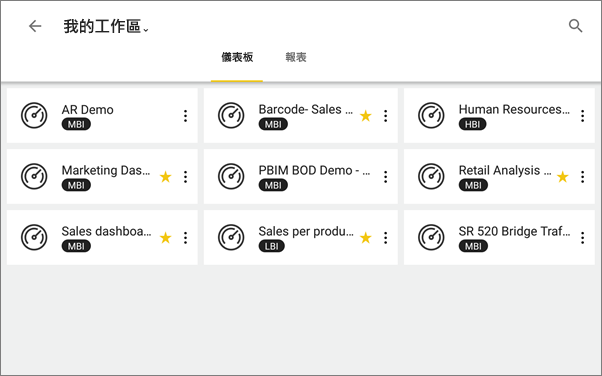 我的工作區
儀表板 報表
AR Demo
MBI
Barcode- Sales ...
MBI
Human Resources...
HBI
Marketing Das...
MBI
PBIM BOD Demo - ...
MBI
Retail Analysis ...
MBI
Sales dashboa...
MBI
Sales per produ...
LBI
SR 520 Bridge Traf...
MBI